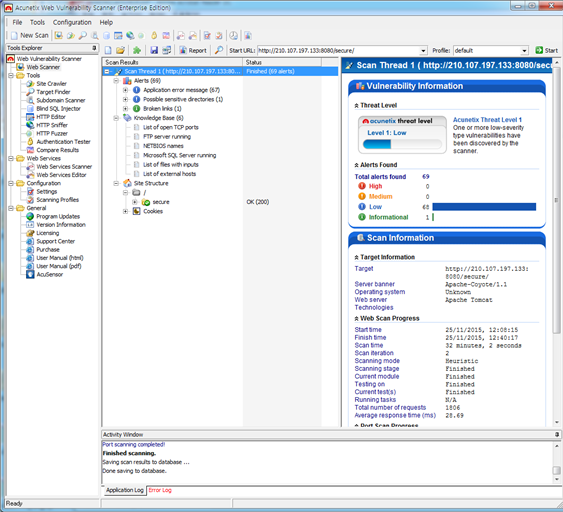 Acunetix Web Vulnerability Scanner (Enterprise Edition)
File Tools Configuration Help
New Scan
Tools Explorer
Report
Start URL: http://210.107.197.133:8080/secure/
Profile: default
Start
Web Vulnerability Scanner
Web Scanner
Tools
Site Crawler
Target Finder
Subdomain Scanner
Blind SQL Injector
HTTP Editor
HTTP Sniffer
HTTP Fuzzer
Authentication Tester
Compare Results
Web Services
Web Services Scanner
Web Services Editor
Configuration
Settings
Scanning Profiles
General
Program Updates
Version Information
Licensing
Support Center
Purchase
User Manual (html)
User Manual (pdf)
AcuSensor
Scan Results Status
Scan Thread 1 ( http://210.107.197.133:80... Finished (69 alerts)
Alerts (69)
Application error message (67)
Possible sensitive directories (1)
Broken links (1)
Knowledge Base (6)
List of open TCP ports
FTP server running
NETBIOS names
Microsoft SQL Server running
List of files with inputs
List of external hosts
Site Structure
/
secure OK (200)
Cookies
Scan Thread 1 ( http://210.107.197.133:8080/sec
Vulnerability Information
Threat Level
acunetix threat level
Level 1: Low
Acunetix Threat Level 1
One or more low-severity
type vulnerabilities have
been discovered by the
scanner.
Alerts Found
Total alerts found 69
High 0
Medium 0
Low 68
Informational 1
Scan Information
Target Information
Target http://210.107.197.133:
8080/secure/
Server banner Apache-Coyote/1.1
Operating system Unknown
Web server Apache Tomcat
Technologies
Web Scan Progress
Start time 25/11/2015, 12:08:15
Finish time 25/11/2015, 12:40:17
Scan time 32 minutes, 2 seconds
Scan iteration 2
Scanning mode Heuristic
Scanning stage Finished
Current module Finished
Testing on Finished
Current test(s) Finished
Running tasks N/A
Total number of requests 1806
Average response time (ms) 28.69
Port Scan Progress
Activity Window
Port scanning completed!
Finished scanning.
Saving scan results to database ...
Done saving to database.
Application Log Error Log
Ready